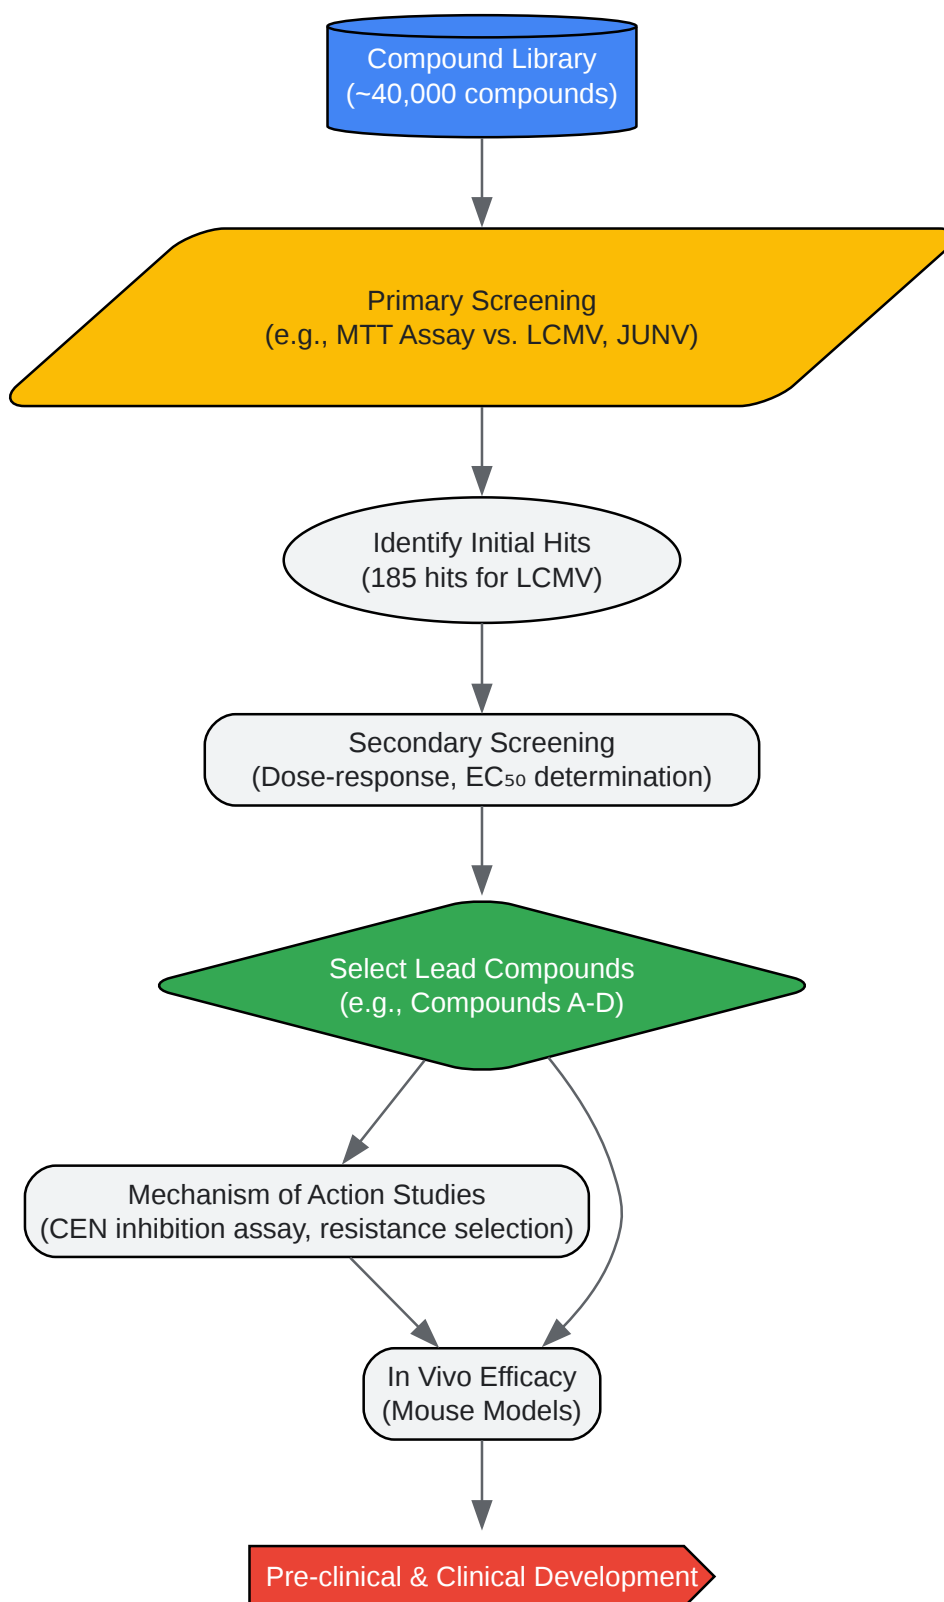 Compound Library
(~40,000 compounds)
Primary Screening
(e.g., MTT Assay vs. LCMV, JUNV)
Identify Initial Hits
(185 hits for LCMV)
Secondary Screening
(Dose-response, EC₅₀ determination)
Select Lead Compounds
(e.g., Compounds A-D)
Mechanism of Action Studies
(CEN inhibition assay, resistance selection)
In Vivo Efficacy
(Mouse Models)
Pre-clinical & Clinical Development